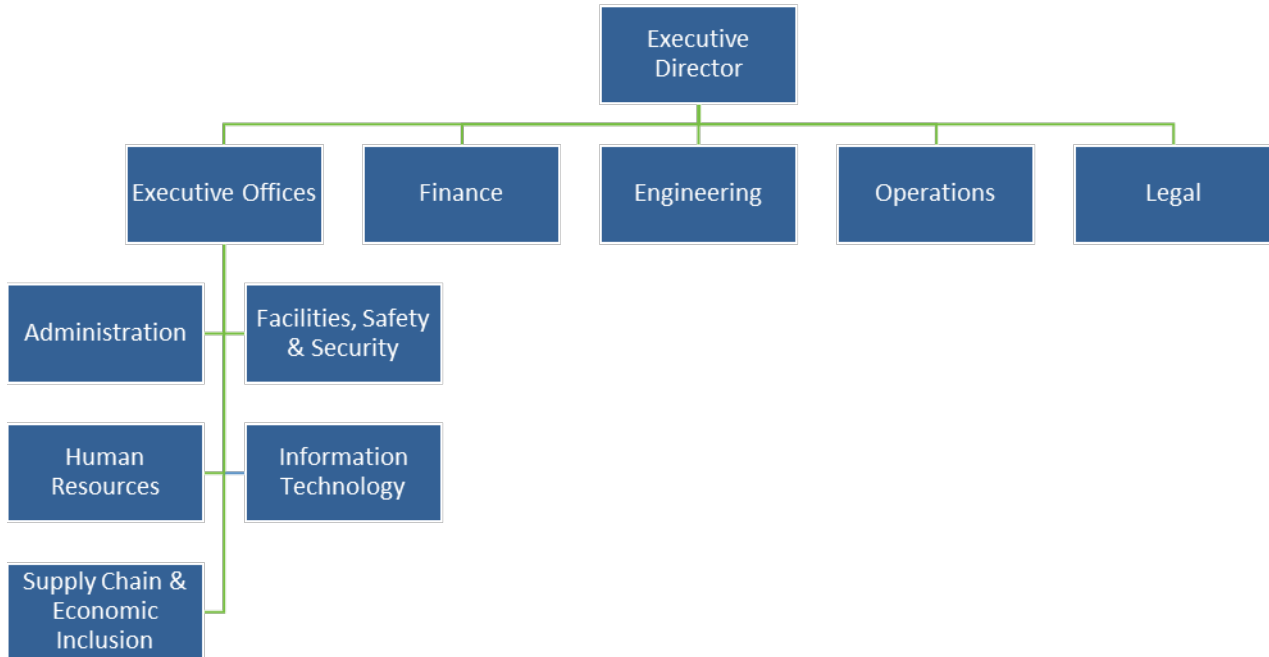 Executive
Director
Executive Offices
Finance
Engineering
Operations
Legal
Administration
Facilities, Safety
& Security
Human
Resources
Information
Technology
Supply Chain &
Economic
Inclusion